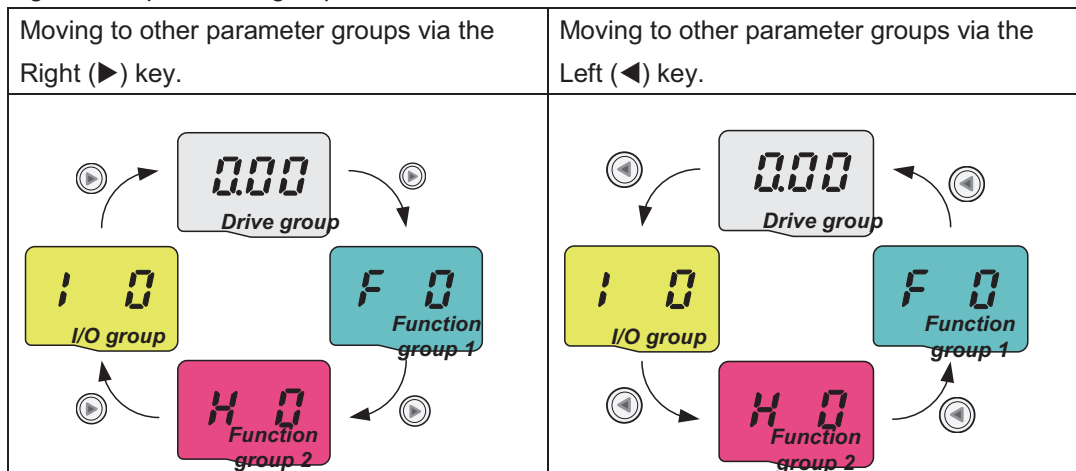 Moving to other parameter groups via the
Right (▶) key.
Moving to other parameter groups via the
Left (◀) key.
0.00
Drive group
I 0
I/O group
F 0
Function
group 1
H 0
Function
group 2
0.00
Drive group
I 0
I/O group
F 0
Function
group 1
H 0
Function
group 2